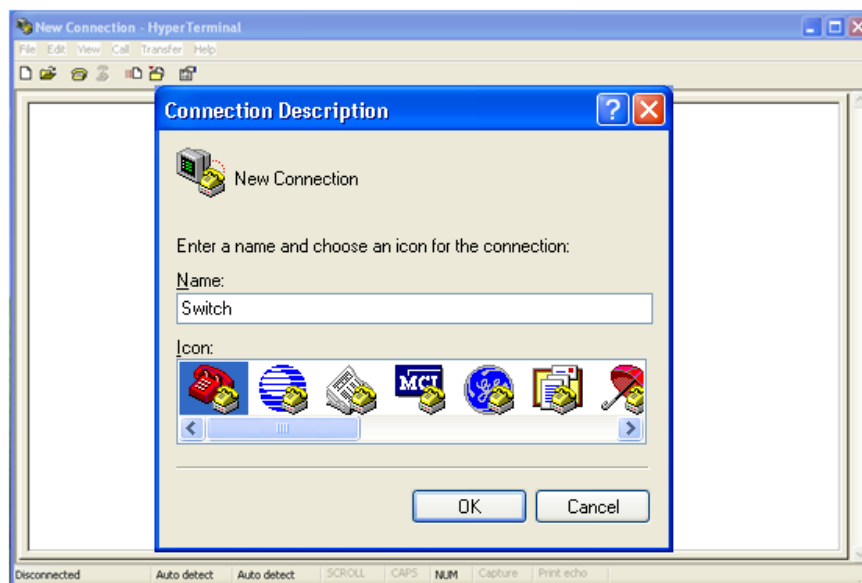 New Connection - HyperTerminal
File Edit View Call Transfer Help
Connection Description
New Connection
Enter a name and choose an icon for the connection:
Name:
Switch
Icon:
MCI
OK Cancel
Disconnected Auto detect Auto detect SCROLL CAPS NUM Capture Print echo